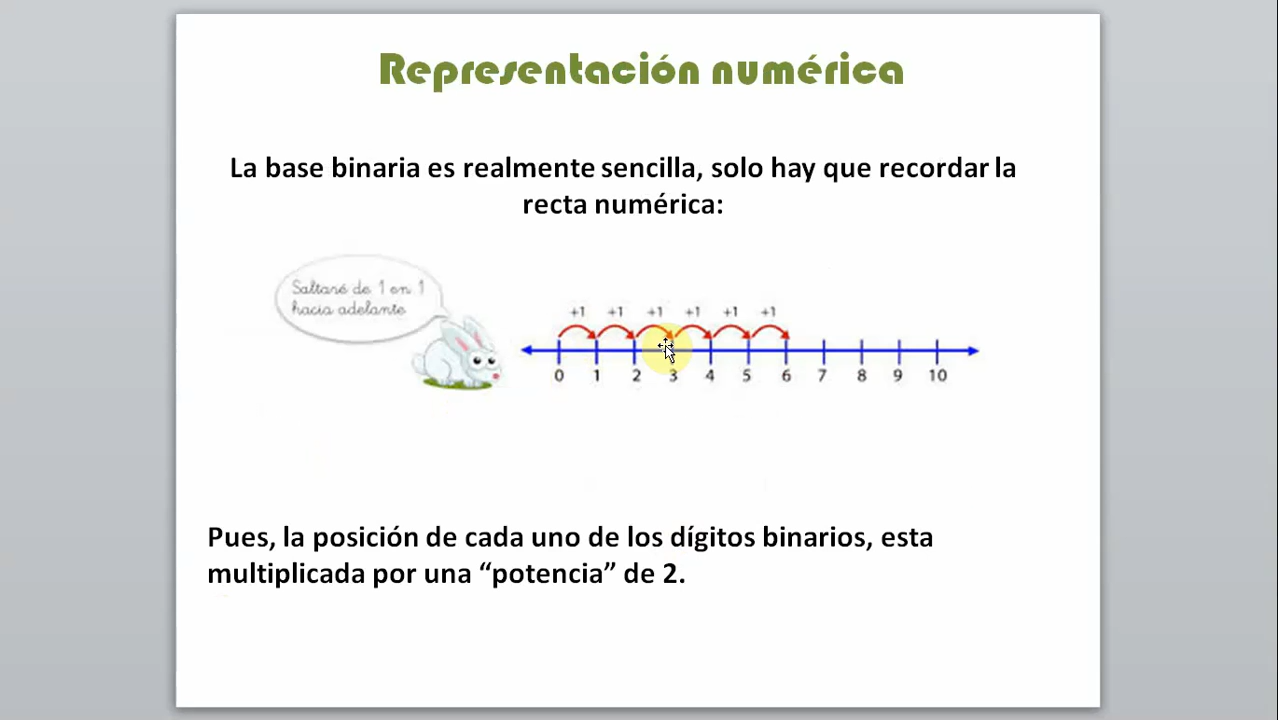 Representación numérica
La base binaria es realmente sencilla, solo hay que recordar la
recta numérica:
Saltaré de 1 en 1
hacia adelante
+1 +1 +1 +1 +1 +1
0 1 2 3 4 5 6 7 8 9 10
Pues, la posición de cada uno de los dígitos binarios, esta
multiplicada por una “potencia” de 2.